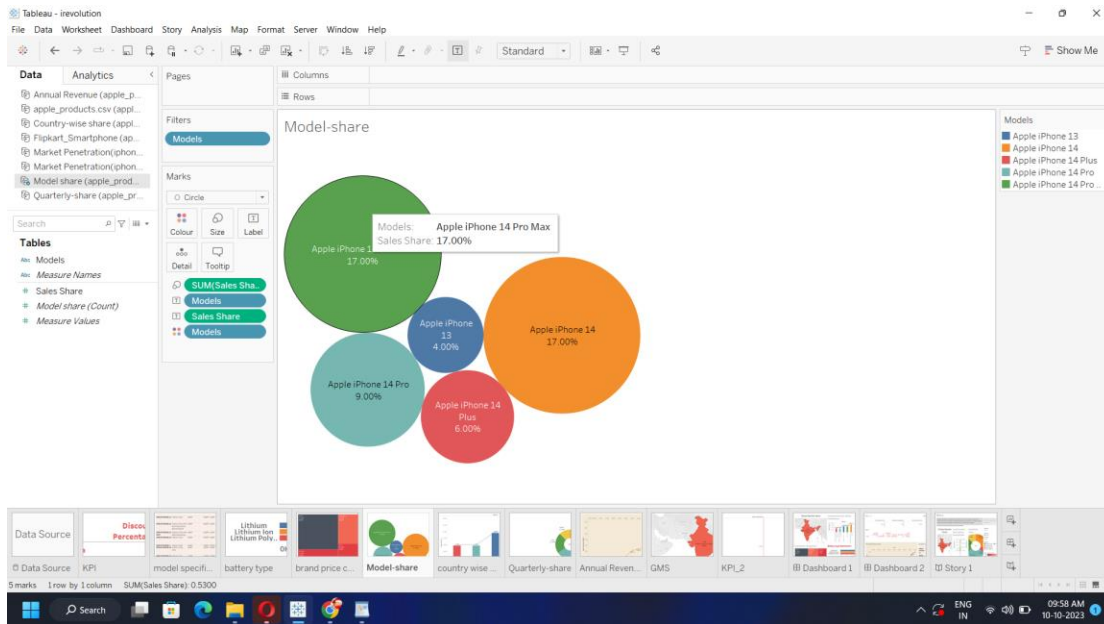 Tableau - irevolution
File Data Worksheet Dashboard Story Analysis Map Format Server Window Help
Standard
Show Me
Data Analytics
Annual Revenue (apple_p...
apple_products.csv (appl...
Country-wise share (appl...
Flipkart_Smartphone (ap...
Market Penetration(iphon...
Market Penetration(iphon...
Model share (apple_prod...
Quarterly-share (apple_pr...
Search
Tables
Abc Models
Abc Measure Names
# Sales Share
# Model share (Count)
# Measure Values
Pages
Filters
Models
Marks
Circle
Colour Size Label
Detail Tooltip
SUM(Sales Sha..
Models
Sales Share
Models
Columns
Rows
Model-share
Apple iPhone 1
17.00%
Models: Apple iPhone 14 Pro Max
Sales Share: 17.00%
Apple iPhone
13
4.00%
Apple iPhone 14
17.00%
Apple iPhone 14 Pro
9.00%
Apple iPhone 14
Plus
6.00%
Models
Apple iPhone 13
Apple iPhone 14
Apple iPhone 14 Plus
Apple iPhone 14 Pro
Apple iPhone 14 Pro ..
Data Source
Discou
Percenta
Lithium
Lithium Ion
Lithium Poly..
Data Source KPI model specifi... battery type brand price c... Model-share country wise ... Quarterly-share Annual Reven... GMS KPI_2 Dashboard 1 Dashboard 2 Story 1
5 marks 1 row by 1 column SUM(Sales Share): 0.5300
Search
ENG
IN
09:58 AM
10-10-2023
1